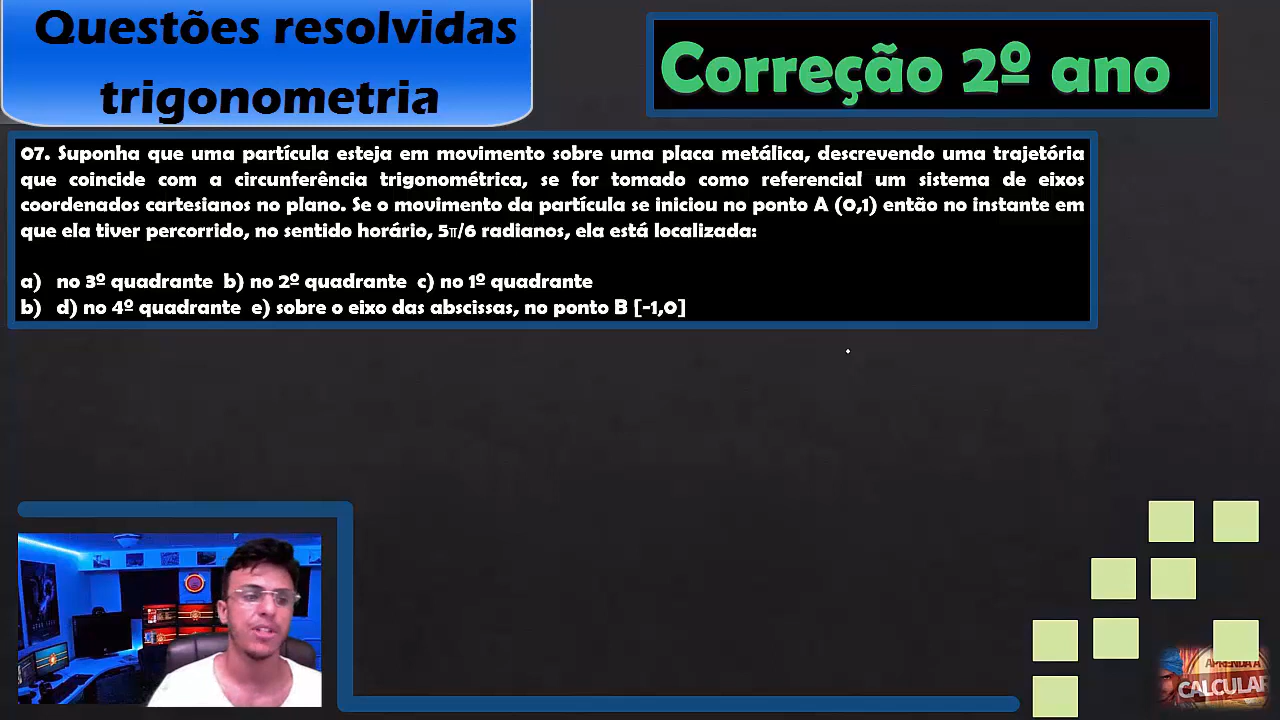 Questões resolvidas
trigonometria
Correção 2º ano
07. Suponha que uma partícula esteja em movimento sobre uma placa metálica, descrevendo uma trajetória
que coincide com a circunferência trigonométrica, se for tomado como referencial um sistema de eixos
coordenados cartesianos no plano. Se o movimento da partícula se iniciou no ponto A (0,1) então no instante em
que ela tiver percorrido, no sentido horário, 5π/6 radianos, ela está localizada:
a) no 3º quadrante b) no 2º quadrante c) no 1º quadrante
b) d) no 4º quadrante e) sobre o eixo das abscissas, no ponto B [-1,0]
APRENDA A
CALCULAR